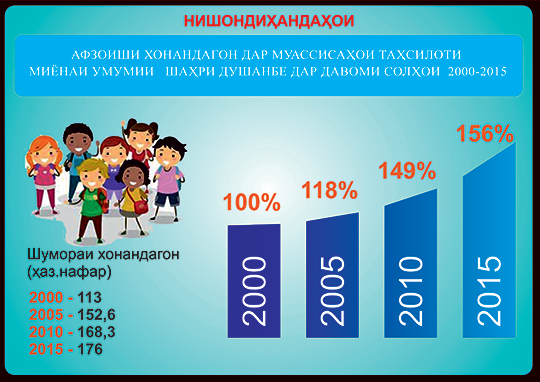 НИШОНДИҲАНДАҲОИ
АФЗОИШИ ХОНАНДАГОН ДАР МУАССИСАҲОИ ТАҲСИЛОТИ
МИЁНАИ УМУМИИ ШАҲРИ ДУШАНБЕ ДАР ДАВОМИ СОЛҲОИ 2000-2015
Шумораи хонандагон
(ҳаз.нафар)
2000 - 113
2005 - 152,6
2010 - 168,3
2015 - 176
100%
118%
149%
156%
2000
2005
2010
2015